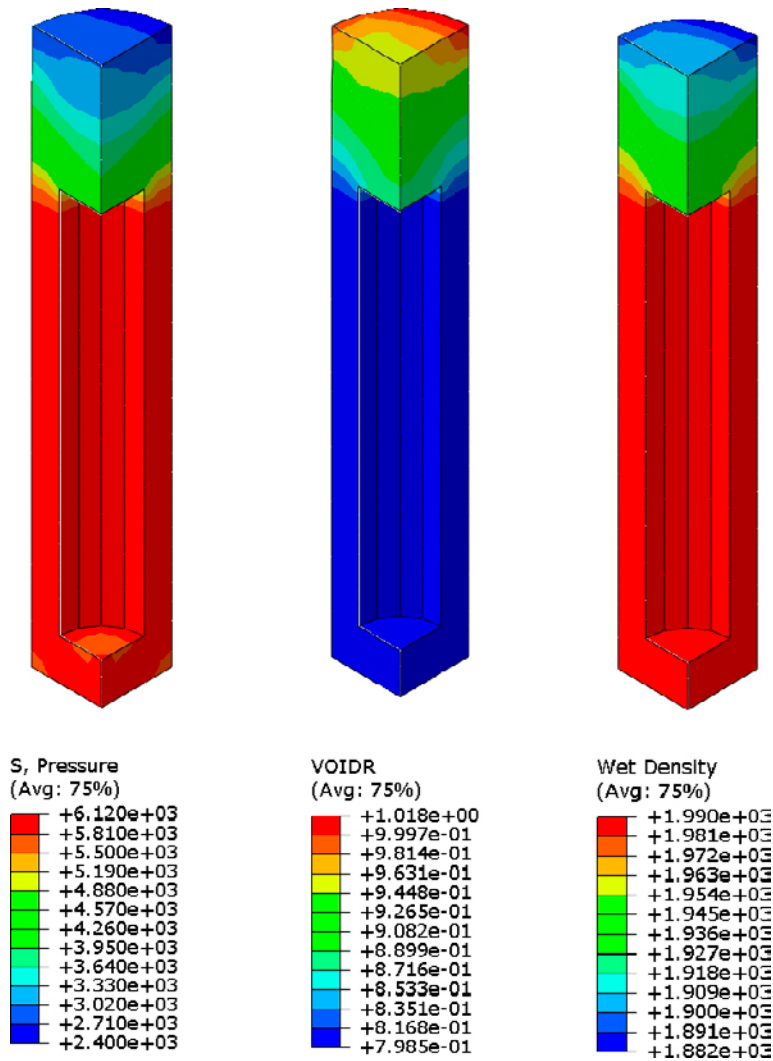 S, Pressure
(Avg: 75%)
+6.120e+03
+5.810e+03
+5.500e+03
+5.190e+03
+4.880e+03
+4.570e+03
+4.260e+03
+3.950e+03
+3.640e+03
+3.330e+03
+3.020e+03
+2.710e+03
+2.400e+03
VOIDR
(Avg: 75%)
+1.018e+00
+9.997e-01
+9.814e-01
+9.631e-01
+9.448e-01
+9.265e-01
+9.082e-01
+8.899e-01
+8.716e-01
+8.533e-01
+8.351e-01
+8.168e-01
+7.985e-01
Wet Density
(Avg: 75%)
+1.990e+03
+1.981e+03
+1.972e+03
+1.963e+03
+1.954e+03
+1.945e+03
+1.936e+03
+1.927e+03
+1.918e+03
+1.909e+03
+1.900e+03
+1.891e+03
+1.882e+03